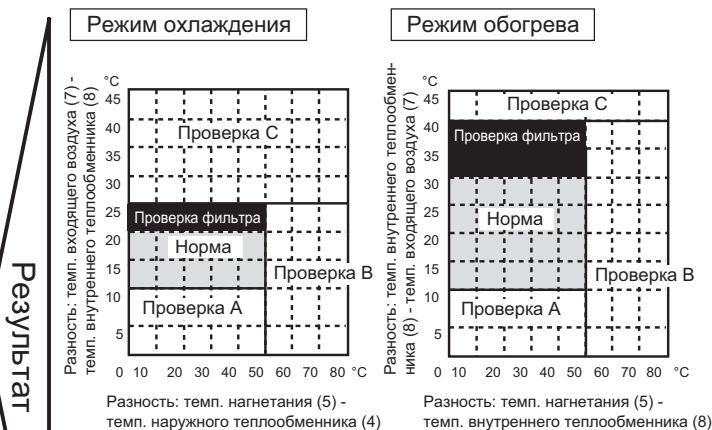 Режим охлаждения
Режим обогрева
Результат
Разность: темп. входящего воздуха (7) -
темп. внутреннего теплообменника (8)
°C
45
40
35
30
25
20
15
10
5
Проверка C
Проверка фильтра
Норма
Проверка B
Проверка A
0 10 20 30 40 50 60 70 80 °C
Разность: темп. нагнетания (5) -
темп. наружного теплообменника (4)
Разность: темп. внутреннего теплообмен-
ника (8) - темп. входящего воздуха (7)
°C
45
40
35
30
25
20
15
10
5
Проверка C
Проверка фильтра
Норма
Проверка B
Проверка A
0 10 20 30 40 50 60 70 80 °C
Разность: темп. нагнетания (5) -
темп. внутреннего теплообменника (8)